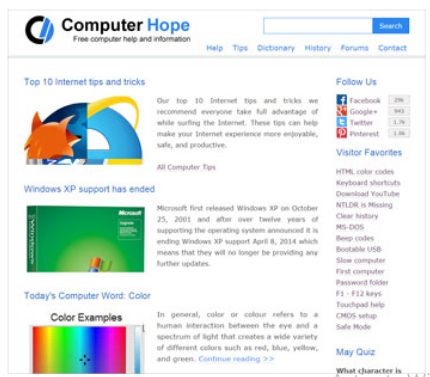 Computer Hope
Free computer help and information
Search
Help Tips Dictionary History Forums Contact
Top 10 Internet tips and tricks
Our top 10 Internet tips and tricks we
recommend everyone take full advantage of
while surfing the Internet. These tips can help
make your Internet experience more enjoyable,
safe, and productive.
All Computer Tips
Windows XP support has ended
Microsoft
Microsoft first released Windows XP on October
25, 2001 and after over twelve years of
supporting the operating system announced it is
ending Windows XP support April 8, 2014 which
means that they will no longer be providing any
further updates.
Today's Computer Word: Color
Color Examples
In general, color or colour refers to a
human interaction between the eye and a
spectrum of light that creates a wide variety
of different colors such as red, blue, yellow,
and green. Continue reading >>
Follow Us
Facebook
Google+ 943
Twitter 1.7k
Pinterest 1.0k
Visitor Favorites
HTML color codes
Keyboard shortcuts
Download YouTube
NTLDR is Missing
Clear history
MS-DOS
Beep codes
Bootable USB
Slow computer
First computer
Password folder
F1 - F12 keys
Touchpad help
CMOS setup
Safe Mode
May Quiz
What character is